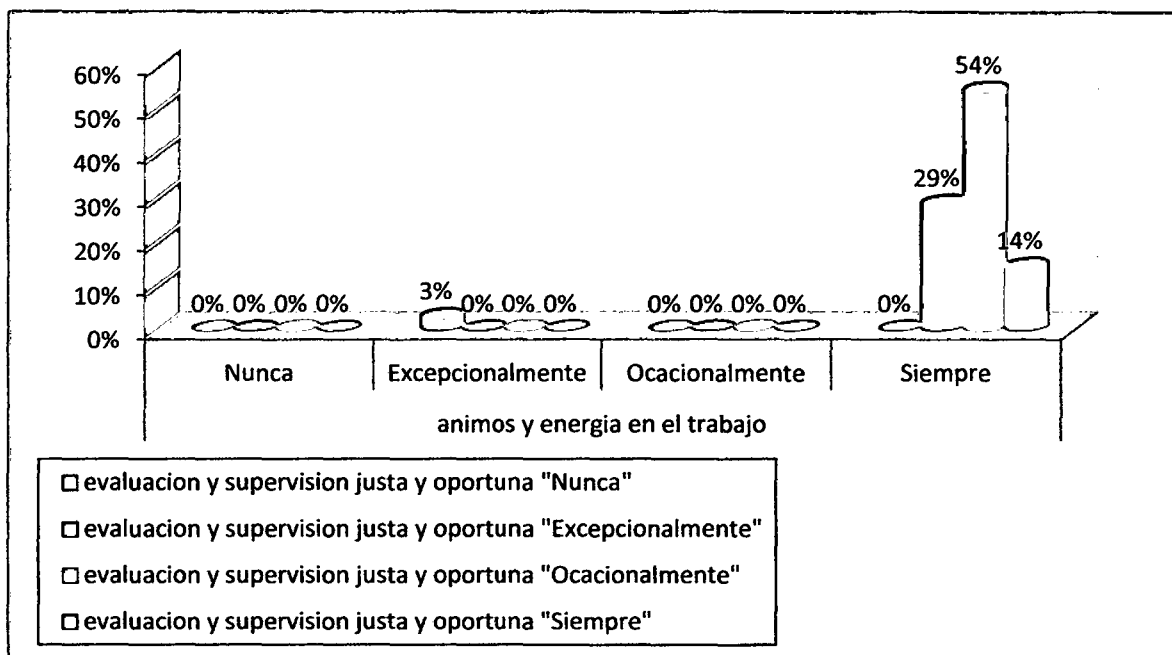 60%
50%
40%
30%
20%
10%
0%
0% 0% 0% 0%
3% 0% 0% 0%
0% 0% 0% 0%
0% 29% 54% 14%
Nunca
Excepcionalmente
Ocacionalmente
Siempre
animos y energia en el trabajo
evaluacion y supervision justa y oportuna "Nunca"
evaluacion y supervision justa y oportuna "Excepcionalmente"
evaluacion y supervision justa y oportuna "Ocacionalmente"
evaluacion y supervision justa y oportuna "Siempre"